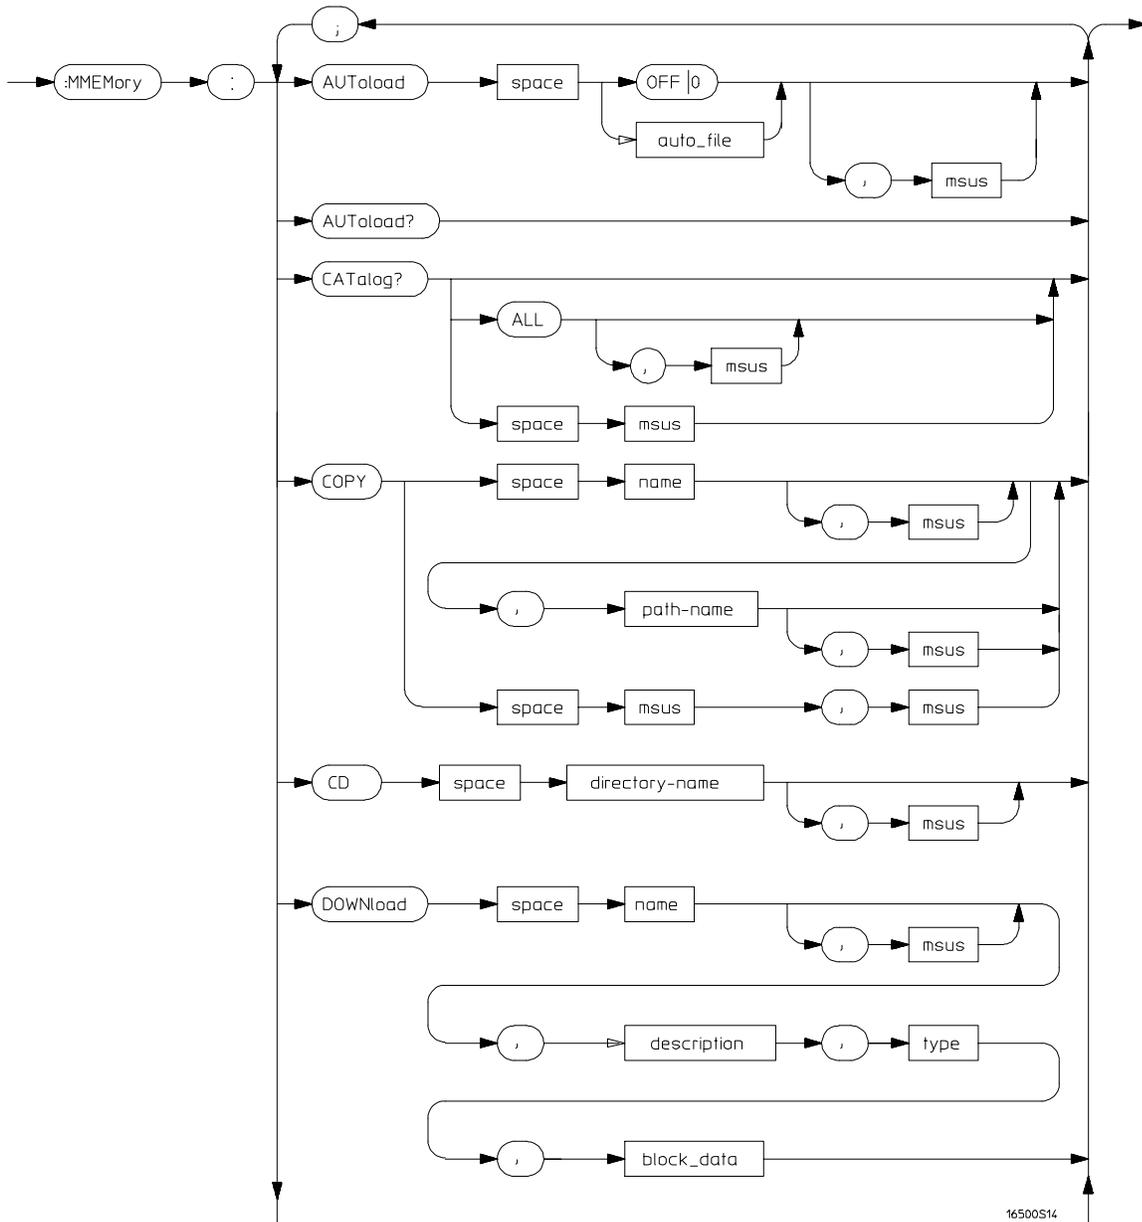 ;
:MMEMory : AUToload space OFF |0
auto_file
, msus
AUToload?
CATalog?
ALL
, msus
space msus
COPY space name
, msus
, path-name
, msus
space msus , msus
CD space directory-name
, msus
DOWNload space name
, msus
, description , type
, block_data
16500S14